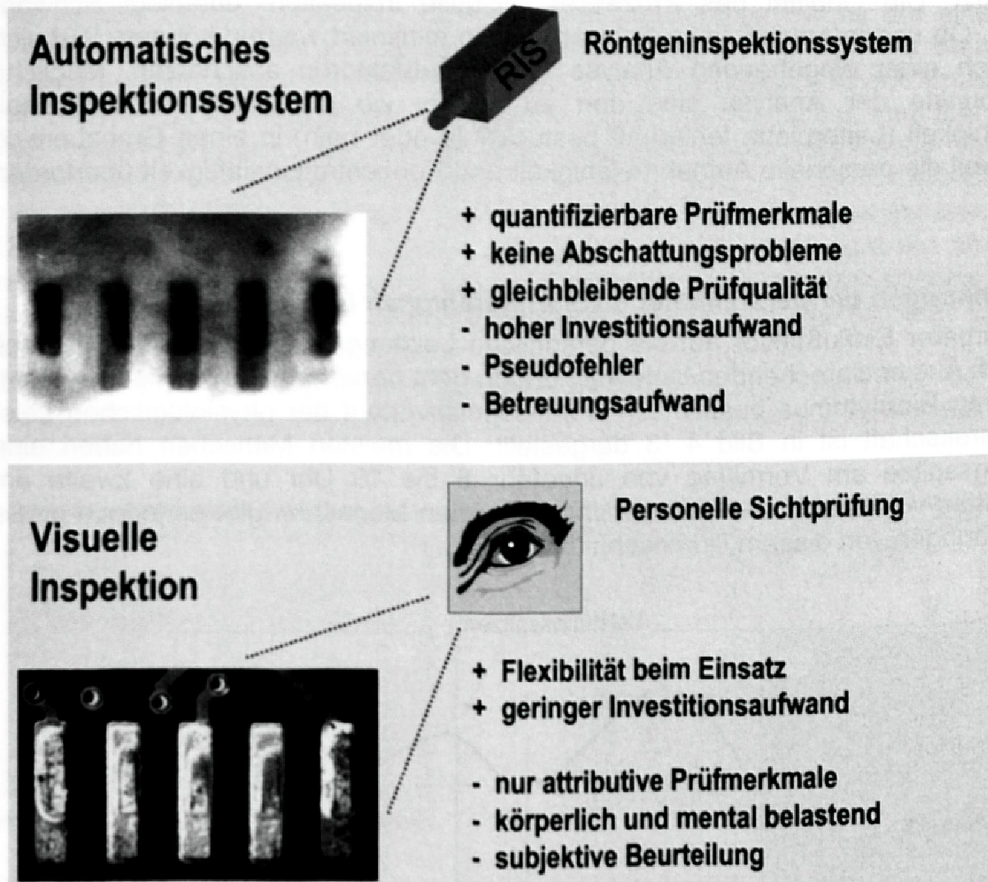 Automatisches
Inspektionssystem
RIS
Röntgeninspektionssystem
+ quantifizierbare Prüfmerkmale
+ keine Abschattungsprobleme
+ gleichbleibende Prüfqualität
- hoher Investitionsaufwand
- Pseudofehler
- Betreuungsaufwand
Visuelle
Inspektion
Personelle Sichtprüfung
+ Flexibilität beim Einsatz
+ geringer Investitionsaufwand
- nur attributive Prüfmerkmale
- körperlich und mental belastend
- subjektive Beurteilung